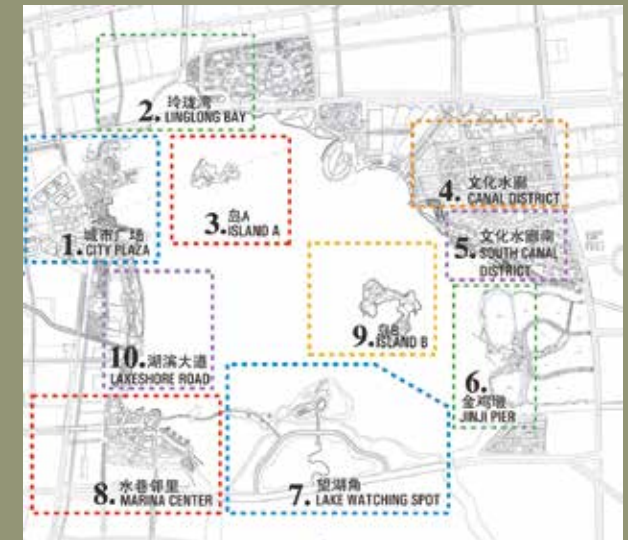 2. 玲珑湾
LINGLONG BAY
1. 城市广场
CITY PLAZA
3. 岛A
ISLAND A
4. 文化水廊
CANAL DISTRICT
5. 文化水廊南
SOUTH CANAL
DISTRICT
9. 岛B
ISLAND B
10. 湖滨大道
LAKESHORE ROAD
6.
金鸡墩
JINJI PIER
8. 水巷邻里
MARINA CENTER
7. 望湖角
LAKE WATCHING SPOT